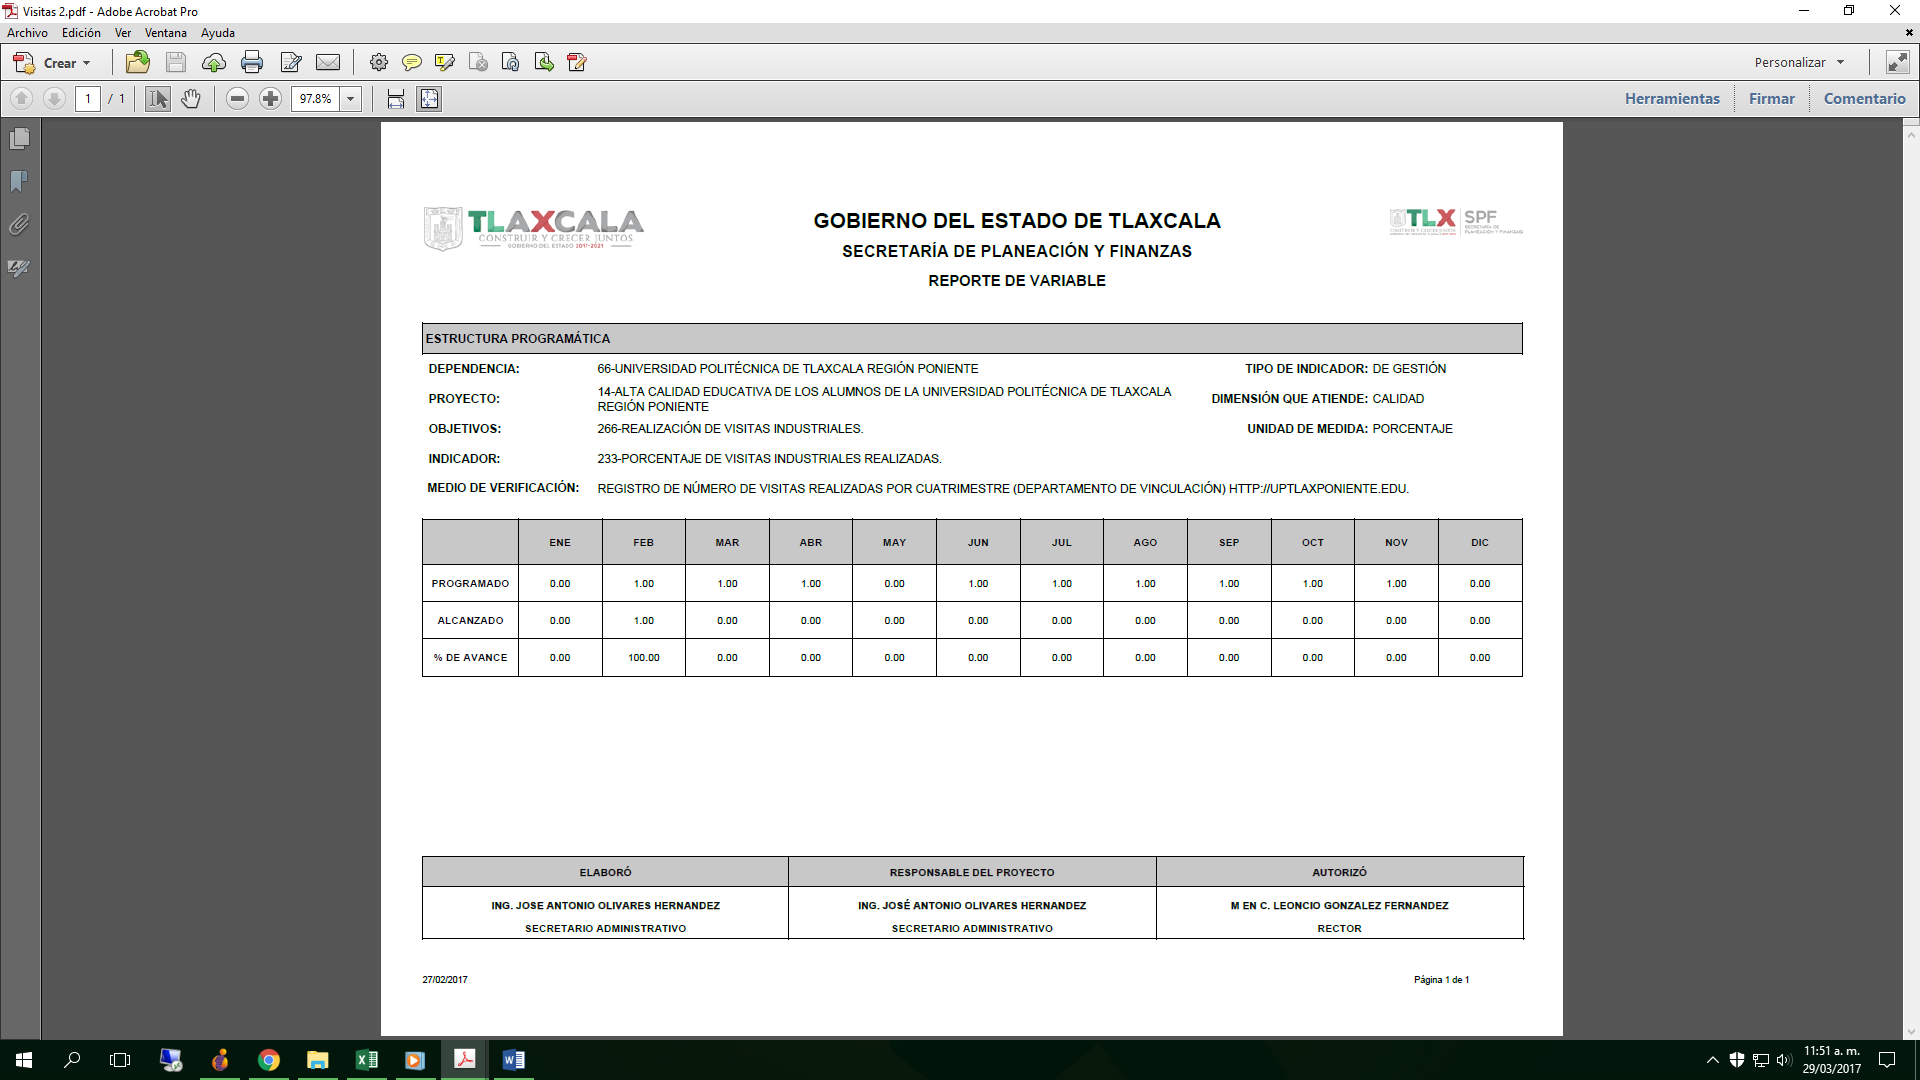 Visitas 2.pdf - Adobe Acrobat Pro
Archivo Edición Ver Ventana Ayuda
Crear
Personalizar
1 / 1 97.8% Herramientas Firmar Comentario
TLAXCALA
CONSTRUIR Y CRECER JUNTOS
GOBIERNO DEL ESTADO 2017-2021
GOBIERNO DEL ESTADO DE TLAXCALA
SECRETARÍA DE PLANEACIÓN Y FINANZAS
REPORTE DE VARIABLE
TLX
CONSTRUIR Y CRECER JUNTOS
SPF
SECRETARÍA DE
PLANEACIÓN Y FINANZAS
ESTRUCTURA PROGRAMÁTICA
DEPENDENCIA: 66-UNIVERSIDAD POLITÉCNICA DE TLAXCALA REGIÓN PONIENTE TIPO DE INDICADOR: DE GESTIÓN
PROYECTO: 14-ALTA CALIDAD EDUCATIVA DE LOS ALUMNOS DE LA UNIVERSIDAD POLITÉCNICA DE TLAXCALA
REGIÓN PONIENTE DIMENSIÓN QUE ATIENDE: CALIDAD
OBJETIVOS: 266-REALIZACIÓN DE VISITAS INDUSTRIALES. UNIDAD DE MEDIDA: PORCENTAJE
INDICADOR: 233-PORCENTAJE DE VISITAS INDUSTRIALES REALIZADAS.
MEDIO DE VERIFICACIÓN: REGISTRO DE NÚMERO DE VISITAS REALIZADAS POR CUATRIMESTRE (DEPARTAMENTO DE VINCULACIÓN) HTTP://UPTLAXPONIENTE.EDU.
ENE FEB MAR ABR MAY JUN JUL AGO SEP OCT NOV DIC
PROGRAMADO 0.00 1.00 1.00 1.00 0.00 1.00 1.00 1.00 1.00 1.00 1.00 0.00
ALCANZADO 0.00 1.00 0.00 0.00 0.00 0.00 0.00 0.00 0.00 0.00 0.00 0.00
% DE AVANCE 0.00 100.00 0.00 0.00 0.00 0.00 0.00 0.00 0.00 0.00 0.00 0.00
ELABORÓ RESPONSABLE DEL PROYECTO AUTORIZÓ
ING. JOSE ANTONIO OLIVARES HERNANDEZ ING. JOSÉ ANTONIO OLIVARES HERNANDEZ M EN C. LEONCIO GONZALEZ FERNANDEZ
SECRETARIO ADMINISTRATIVO SECRETARIO ADMINISTRATIVO RECTOR
27/02/2017 Página 1 de 1
11:51 a. m.
29/03/2017